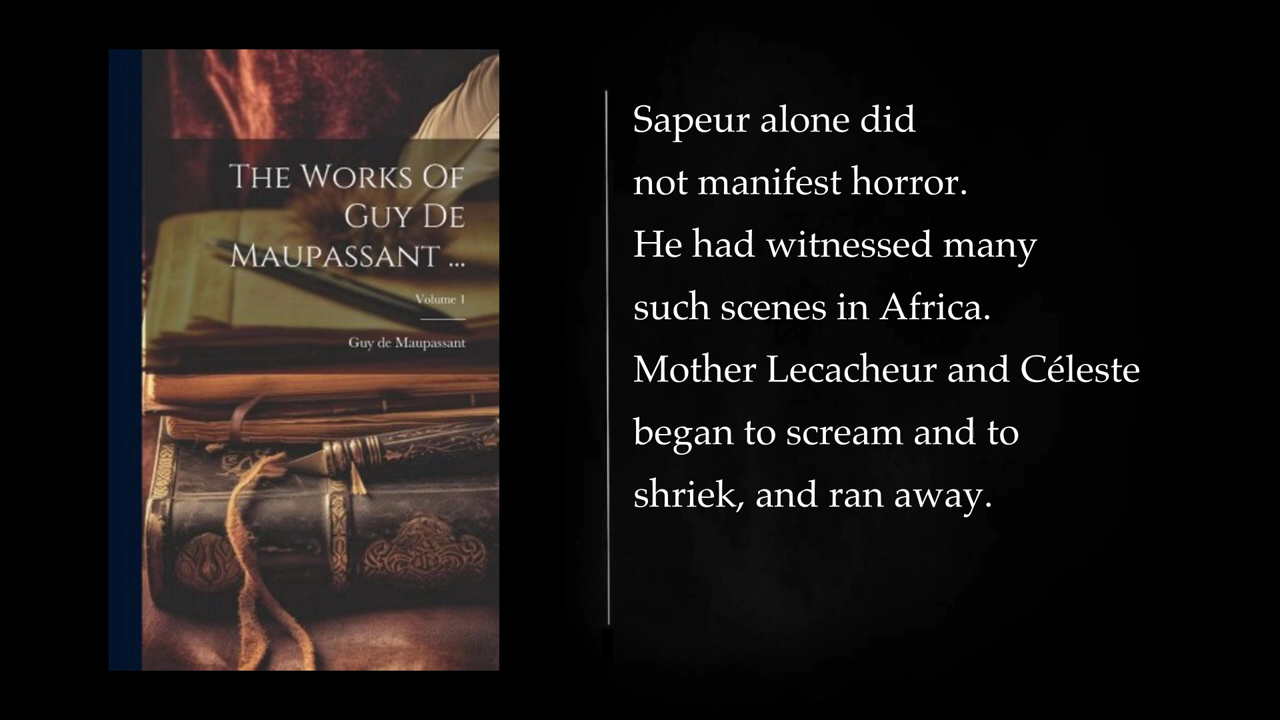 The Works Of
Guy De
Maupassant ...
Volume 1
Guy de Maupassant
Sapeur alone did
not manifest horror.
He had witnessed many
such scenes in Africa.
Mother Lecacheur and Céleste
began to scream and to
shriek, and ran away.